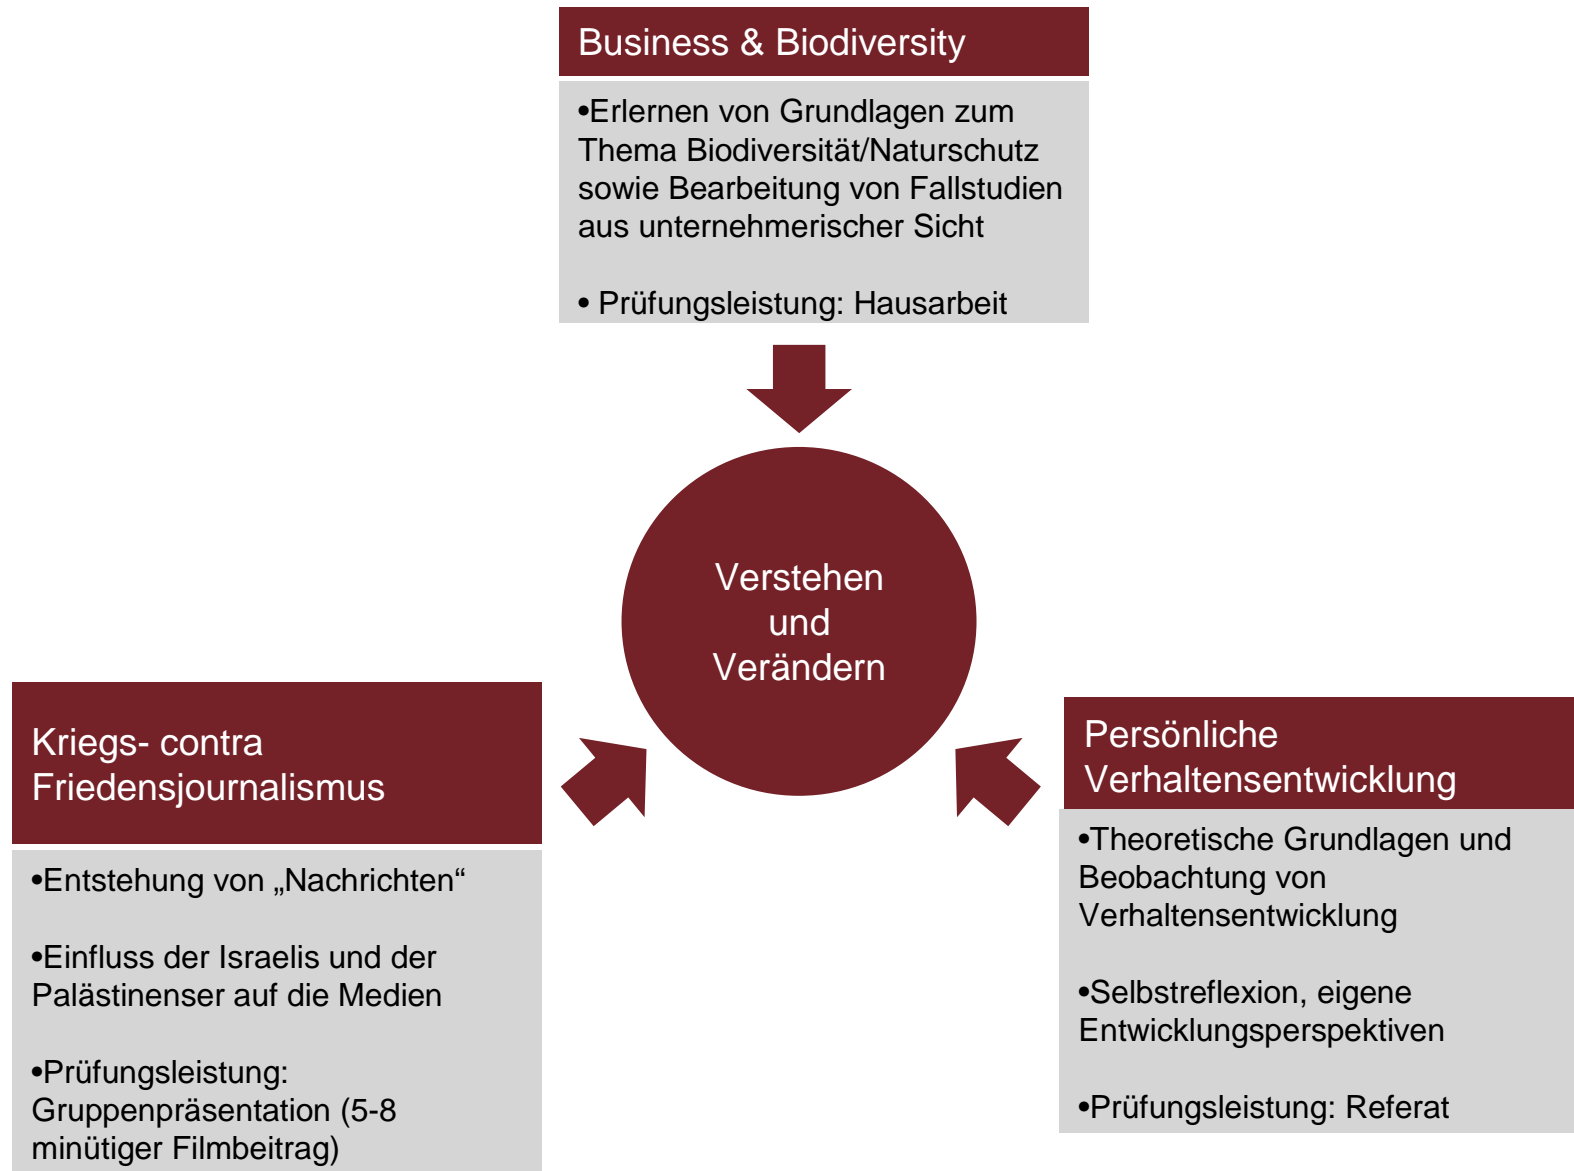 Business & Biodiversity
•Erlernen von Grundlagen zum
Thema Biodiversität/Naturschutz
sowie Bearbeitung von Fallstudien
aus unternehmerischer Sicht
• Prüfungsleistung: Hausarbeit
Verstehen
und
Verändern
Kriegs- contra
Friedensjournalismus
•Entstehung von „Nachrichten“
•Einfluss der Israelis und der
Palästinenser auf die Medien
•Prüfungsleistung:
Gruppenpräsentation (5-8
minütiger Filmbeitrag)
Persönliche
Verhaltensentwicklung
•Theoretische Grundlagen und
Beobachtung von
Verhaltensentwicklung
•Selbstreflexion, eigene
Entwicklungsperspektiven
•Prüfungsleistung: Referat